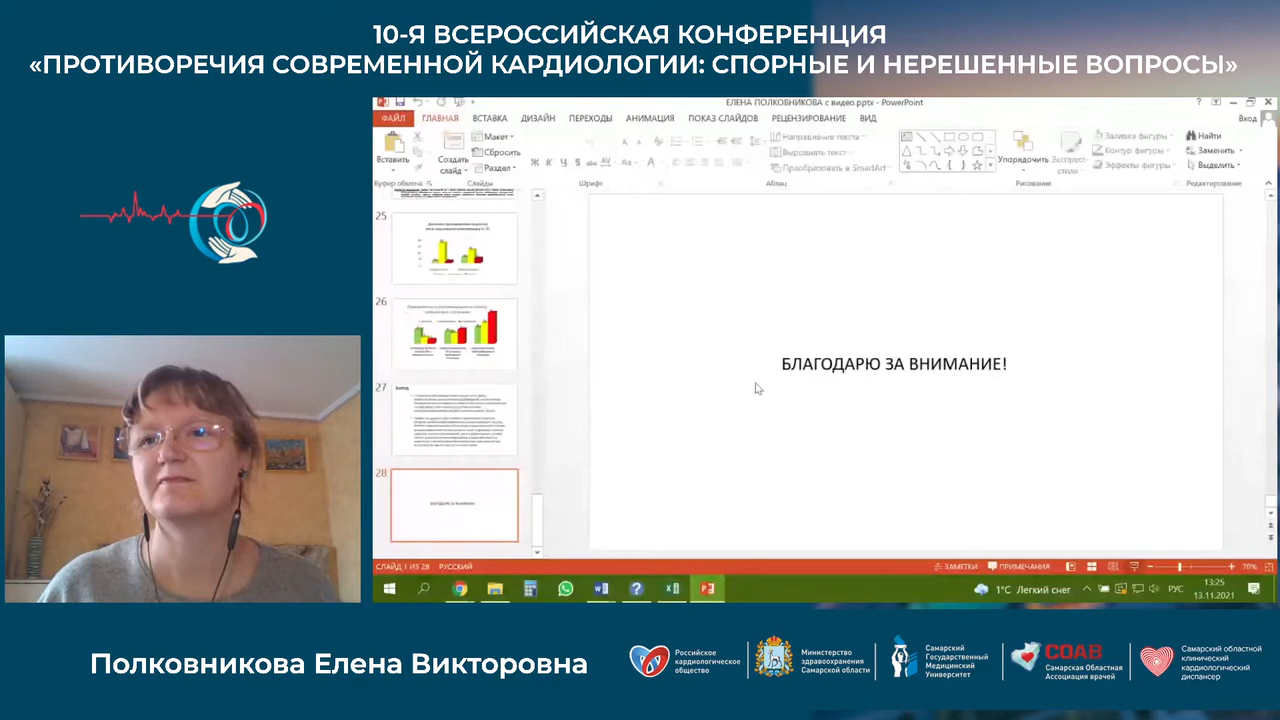 10-Я ВСЕРОССИЙСКАЯ КОНФЕРЕНЦИЯ
«ПРОТИВОРЕЧИЯ СОВРЕМЕННОЙ КАРДИОЛОГИИ: СПОРНЫЕ И НЕРЕШЕННЫЕ ВОПРОСЫ»
ЕЛЕНА ПОЛКОВНИКОВА с видео.pptx - PowerPoint
ФАЙЛ ГЛАВНАЯ ВСТАВКА ДИЗАЙН ПЕРЕХОДЫ АНИМАЦИЯ ПОКАЗ СЛАЙДОВ РЕЦЕНЗИРОВАНИЕ ВИД Вход
Вставить
Создать слайд
Макет
Сбросить
Раздел
Ж К Ч S abc
Направление текста
Выровнять текст
Преобразовать в SmartArt
Упорядочить
Экспресс-стили
Заливка фигуры
Контур фигуры
Эффекты фигуры
Найти
Заменить
Выделить
Буфер обмена Слайды Шрифт Абзац Рисование Редактирование
25
26
27
28
БЛАГОДАРЮ ЗА ВНИМАНИЕ!
СЛАЙД 1 ИЗ 28 РУССКИЙ ЗАМЕТКИ ПРИМЕЧАНИЯ 70%
1°C Легкий снег РУС 13:25
13.11.2021
Полковникова Елена Викторовна
Российское
кардиологическое
общество
Министерство
здравоохранения
Самарской области
Самарский
Государственный
Медицинский
Университет
СОАВ
Самарская Областная
Ассоциация врачей
Самарский областной
клинический
кардиологический
диспансер